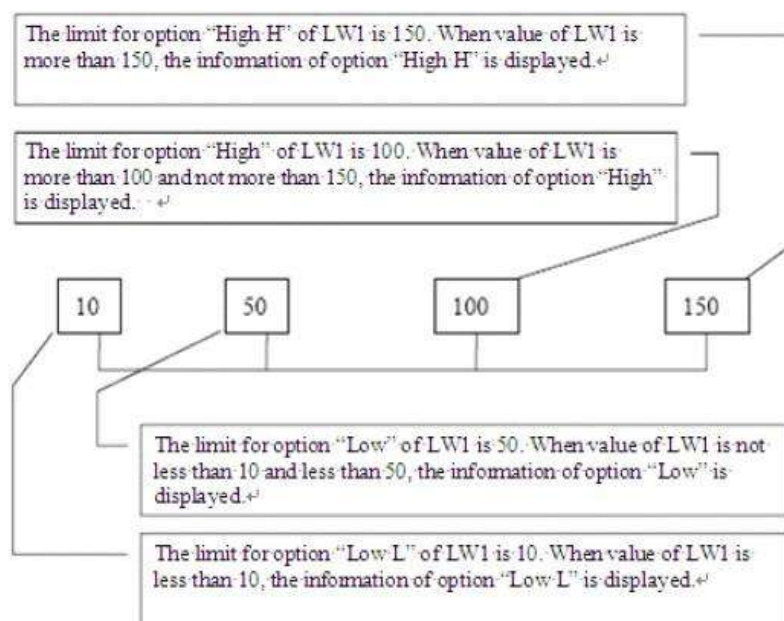 The limit for option “High H” of LW1 is 150. When value of LW1 is
more than 150, the information of option “High H” is displayed.↵
The limit for option “High” of LW1 is 100. When value of LW1 is
more than 100 and not more than 150, the information of option “High”
is displayed. ↵
10
50
100
150
The limit for option “Low” of LW1 is 50. When value of LW1 is not
less than 10 and less than 50, the information of option “Low” is
displayed.↵
The limit for option “Low L” of LW1 is 10. When value of LW1 is
less than 10, the information of option “Low L” is displayed.↵